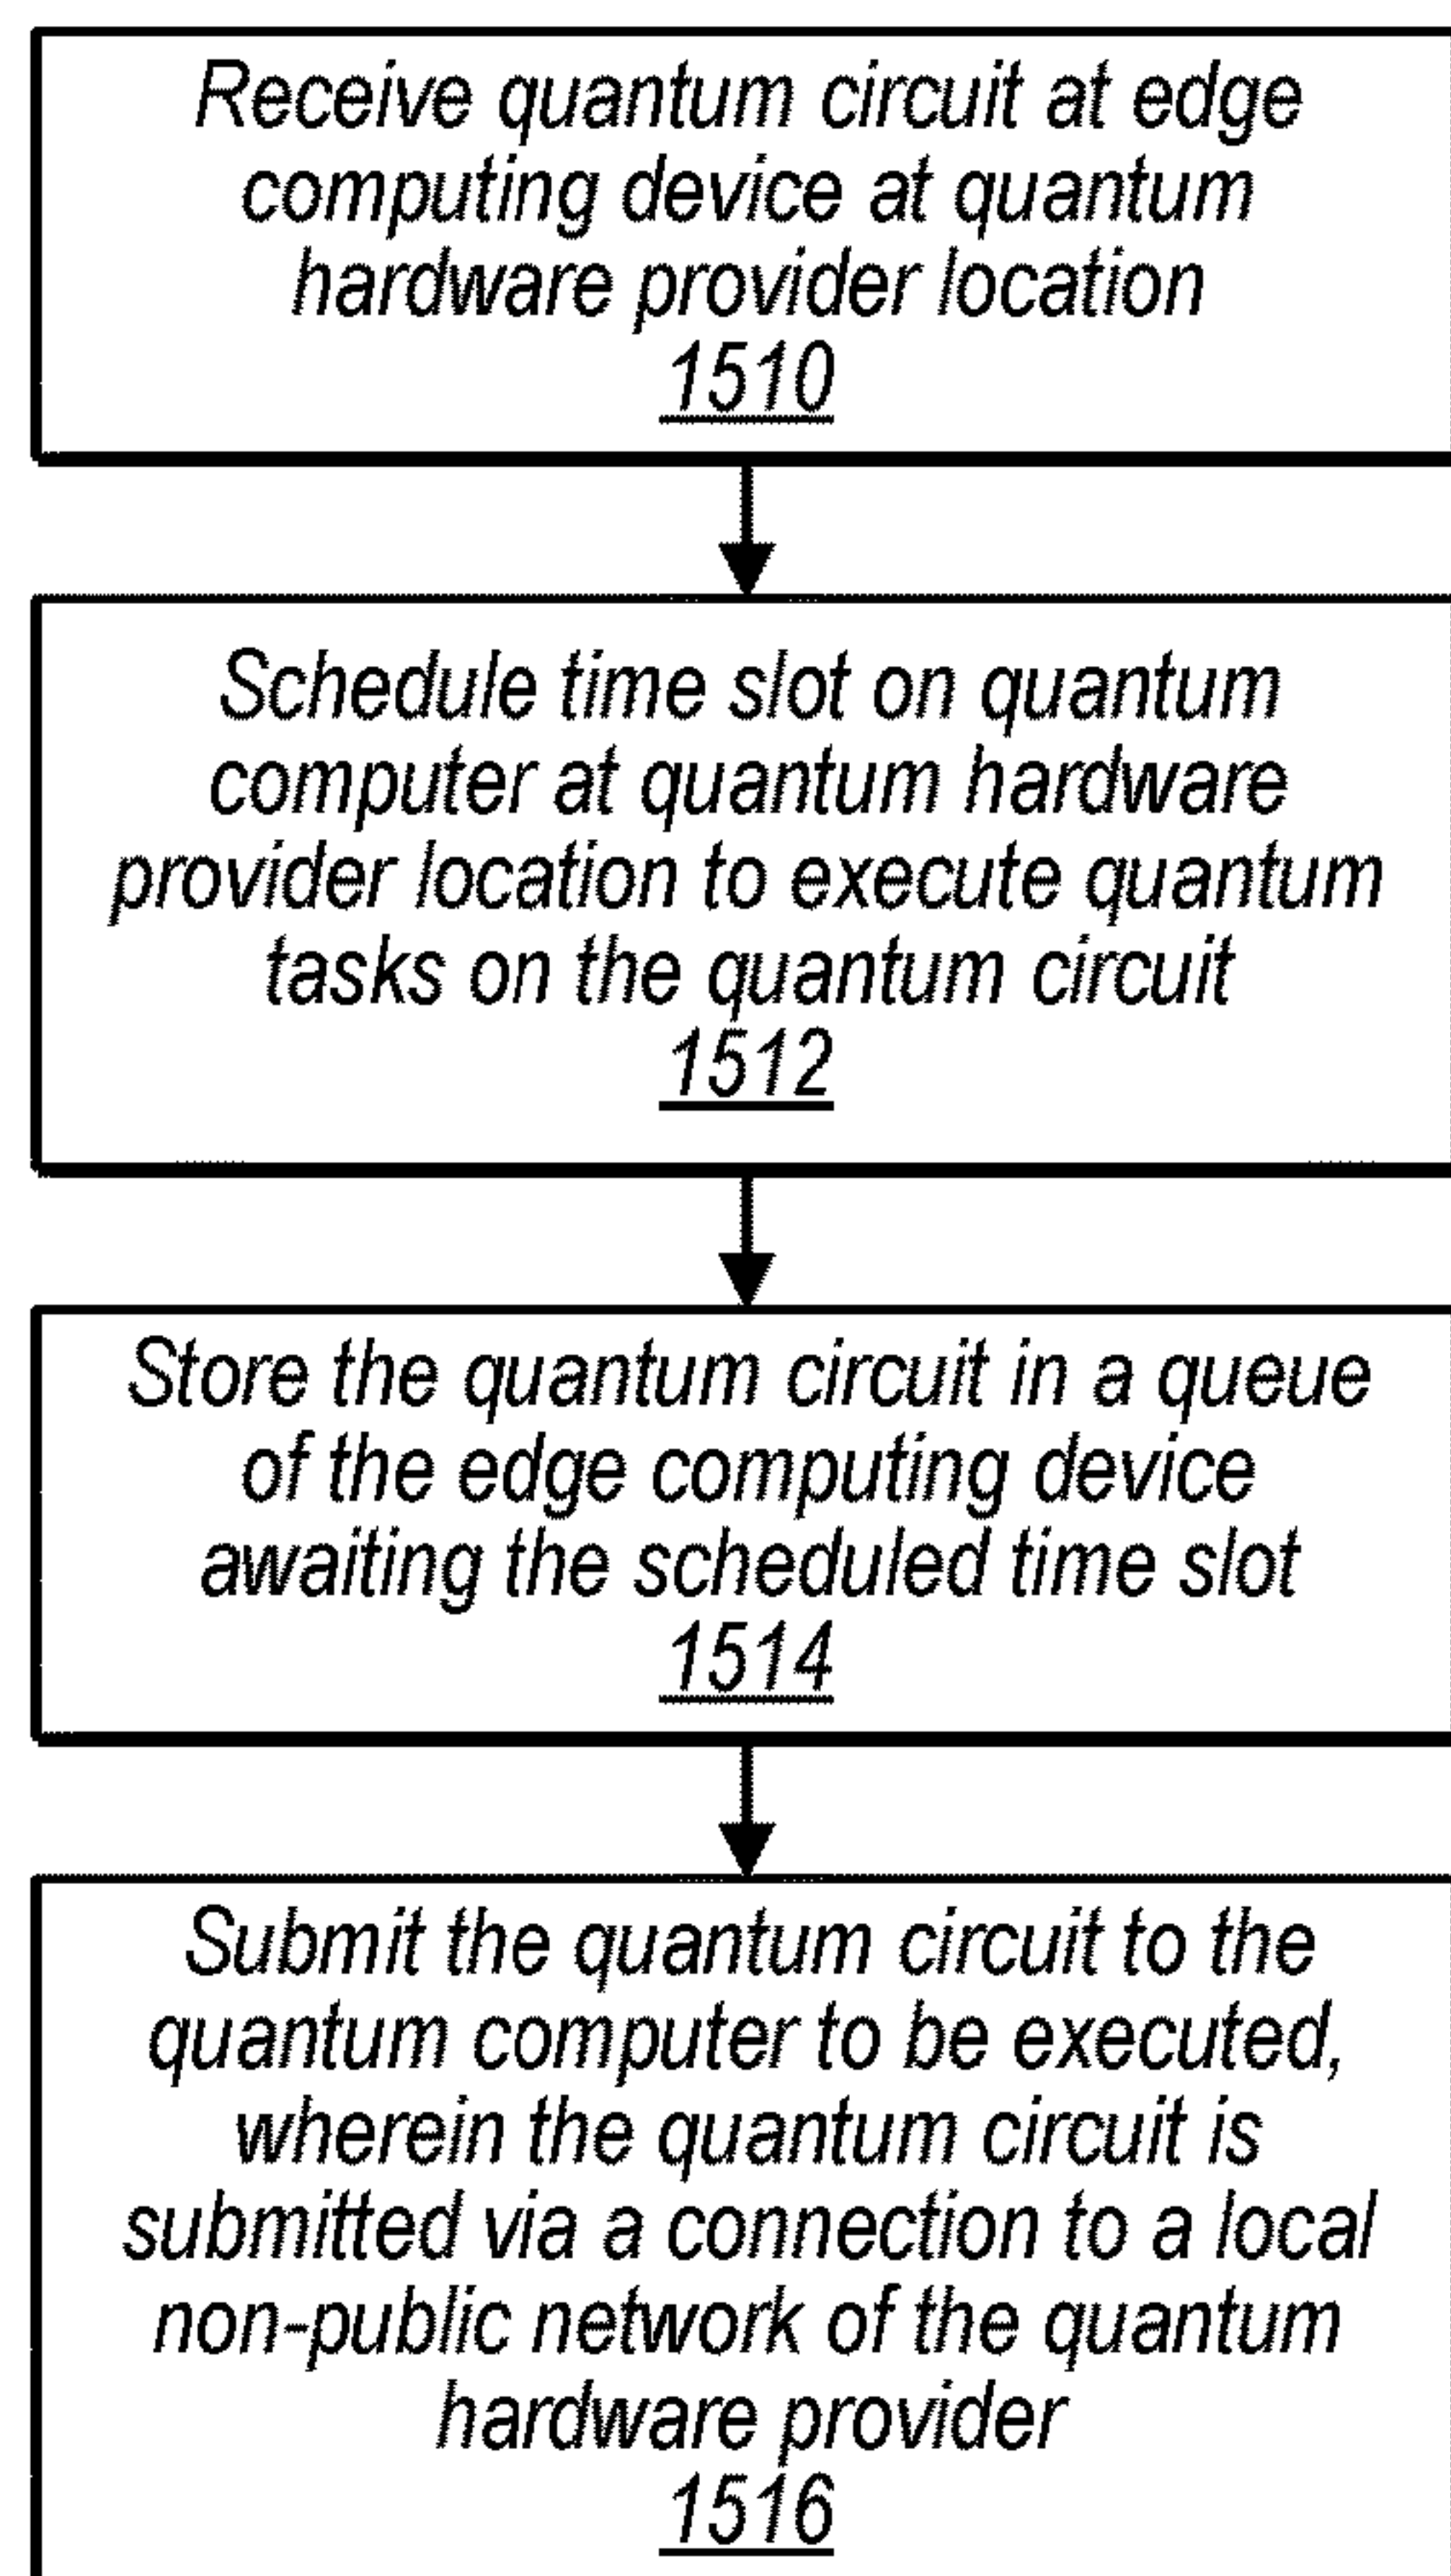 Receive quantum circuit at edge
computing device at quantum
hardware provider location
1510
Schedule time slot on quantum
computer at quantum hardware
provider location to execute quantum
tasks on the quantum circuit
1512
Store the quantum circuit in a queue
of the edge computing device
awaiting the scheduled time slot
1514
Submit the quantum circuit to the
quantum computer to be executed,
wherein the quantum circuit is
submitted via a connection to a local
non-public network of the quantum
hardware provider
1516